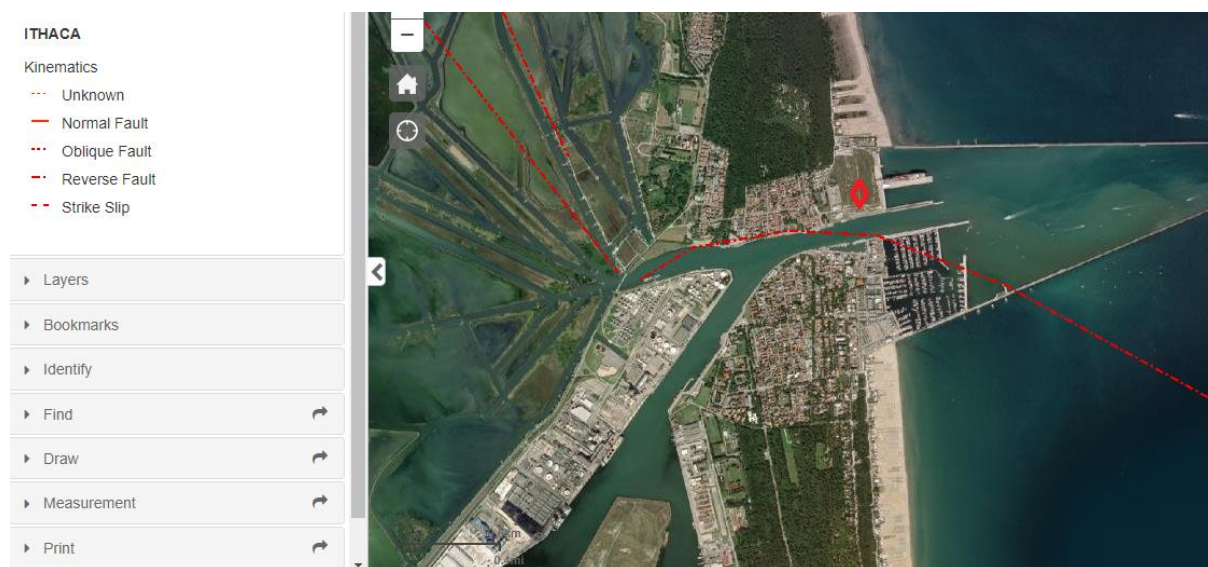 ITHACA
Kinematics
Unknown
Normal Fault
Oblique Fault
Reverse Fault
Strike Slip
Layers
Bookmarks
Identify
Find
Draw
Measurement
Print